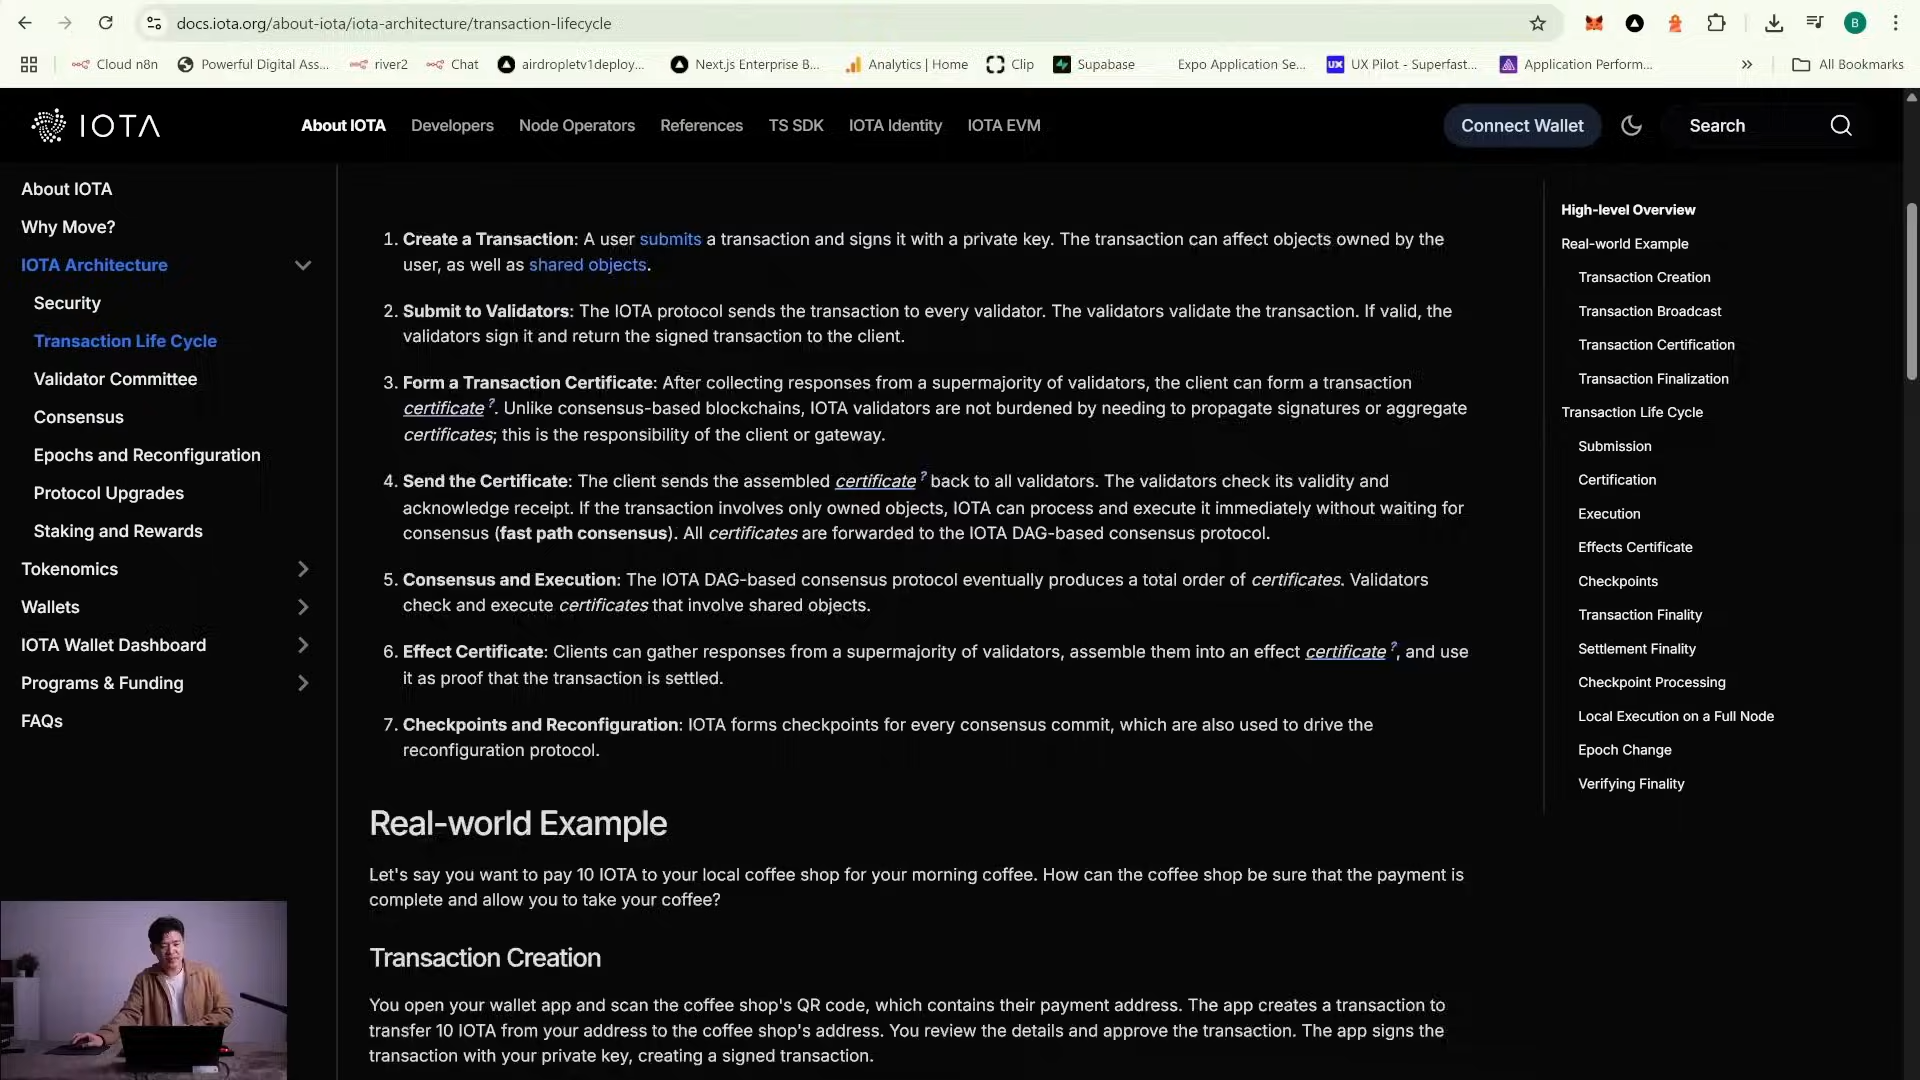 docs.iota.org/about-iota/iota-architecture/transaction-lifecycle
B
Cloud n8n
Powerful Digital Ass...
river2
Chat
airdropletv1deploy...
Next.js Enterprise B...
Analytics | Home
Clip
Supabase
Expo Application Se...
UX Pilot - Superfast...
Application Perform...
All Bookmarks
IOTA
About IOTA
Developers
Node Operators
References
TS SDK
IOTA Identity
IOTA EVM
Connect Wallet
Search
About IOTA
Why Move?
IOTA Architecture
Security
Transaction Life Cycle
Validator Committee
Consensus
Epochs and Reconfiguration
Protocol Upgrades
Staking and Rewards
Tokenomics
Wallets
IOTA Wallet Dashboard
Programs & Funding
FAQs
1. Create a Transaction: A user submits a transaction and signs it with a private key. The transaction can affect objects owned by the
user, as well as shared objects.
2. Submit to Validators: The IOTA protocol sends the transaction to every validator. The validators validate the transaction. If valid, the
validators sign it and return the signed transaction to the client.
3. Form a Transaction Certificate: After collecting responses from a supermajority of validators, the client can form a transaction
certificate ?. Unlike consensus-based blockchains, IOTA validators are not burdened by needing to propagate signatures or aggregate
certificates; this is the responsibility of the client or gateway.
4. Send the Certificate: The client sends the assembled certificate ? back to all validators. The validators check its validity and
acknowledge receipt. If the transaction involves only owned objects, IOTA can process and execute it immediately without waiting for
consensus (fast path consensus). All certificates are forwarded to the IOTA DAG-based consensus protocol.
5. Consensus and Execution: The IOTA DAG-based consensus protocol eventually produces a total order of certificates. Validators
check and execute certificates that involve shared objects.
6. Effect Certificate: Clients can gather responses from a supermajority of validators, assemble them into an effect certificate ?, and use
it as proof that the transaction is settled.
7. Checkpoints and Reconfiguration: IOTA forms checkpoints for every consensus commit, which are also used to drive the
reconfiguration protocol.
Real-world Example
Let's say you want to pay 10 IOTA to your local coffee shop for your morning coffee. How can the coffee shop be sure that the payment is
complete and allow you to take your coffee?
Transaction Creation
You open your wallet app and scan the coffee shop's QR code, which contains their payment address. The app creates a transaction to
transfer 10 IOTA from your address to the coffee shop's address. You review the details and approve the transaction. The app signs the
transaction with your private key, creating a signed transaction.
High-level Overview
Real-world Example
Transaction Creation
Transaction Broadcast
Transaction Certification
Transaction Finalization
Transaction Life Cycle
Submission
Certification
Execution
Effects Certificate
Checkpoints
Transaction Finality
Settlement Finality
Checkpoint Processing
Local Execution on a Full Node
Epoch Change
Verifying Finality